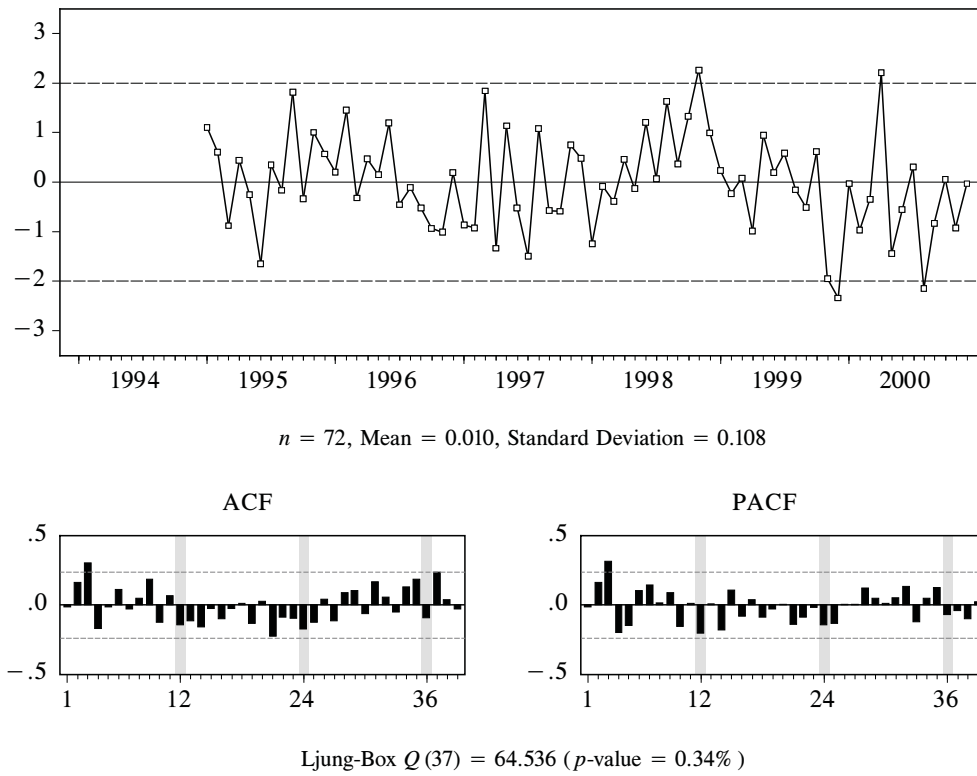 3
2
1
0
−1
−2
−3
1994 1995 1996 1997 1998 1999 2000
n = 72, Mean = 0.010, Standard Deviation = 0.108
ACF PACF
.5 .5
.0 .0
−.5 −.5
1 12 24 36 1 12 24 36
Ljung-Box Q (37) = 64.536 ( p-value = 0.34% )